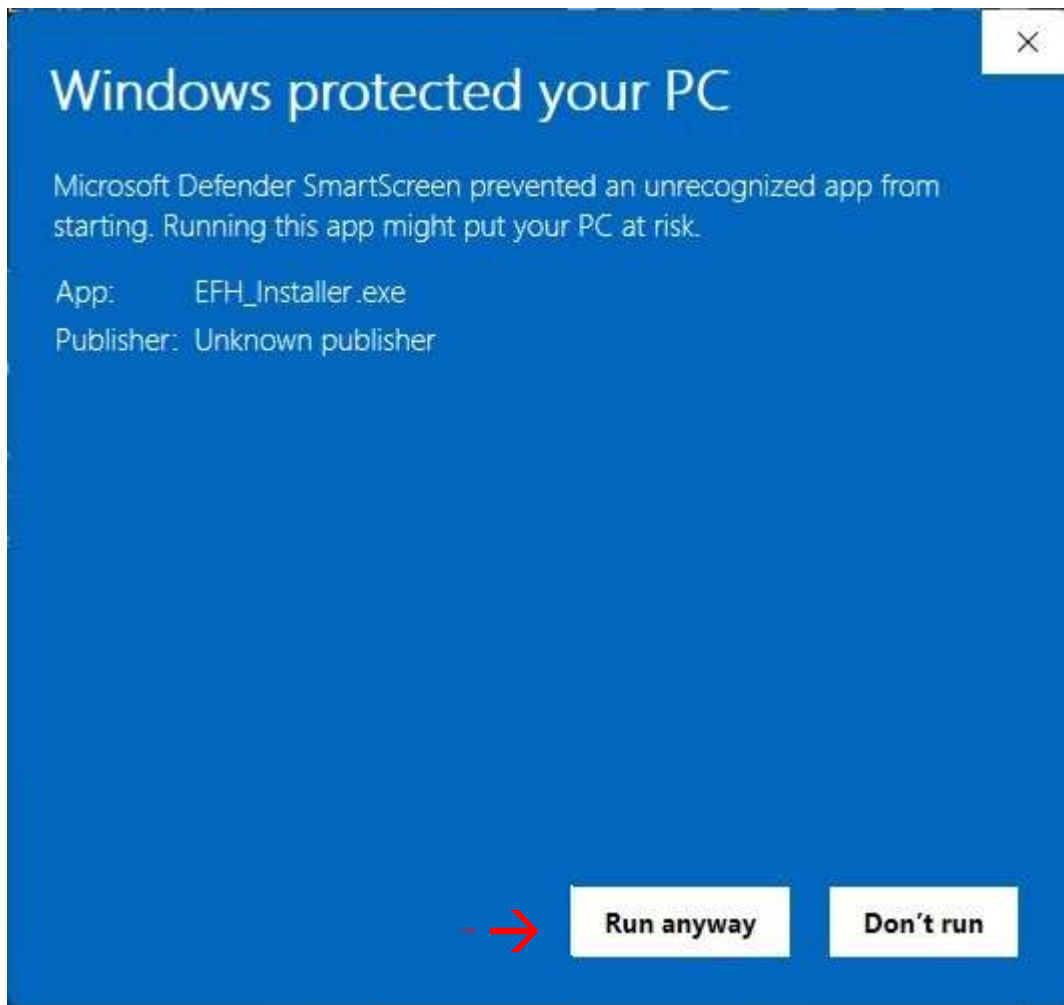 Windows protected your PC
Microsoft Defender SmartScreen prevented an unrecognized app from
starting. Running this app might put your PC at risk.
App: EFH_Installer.exe
Publisher: Unknown publisher
Run anyway
Don't run